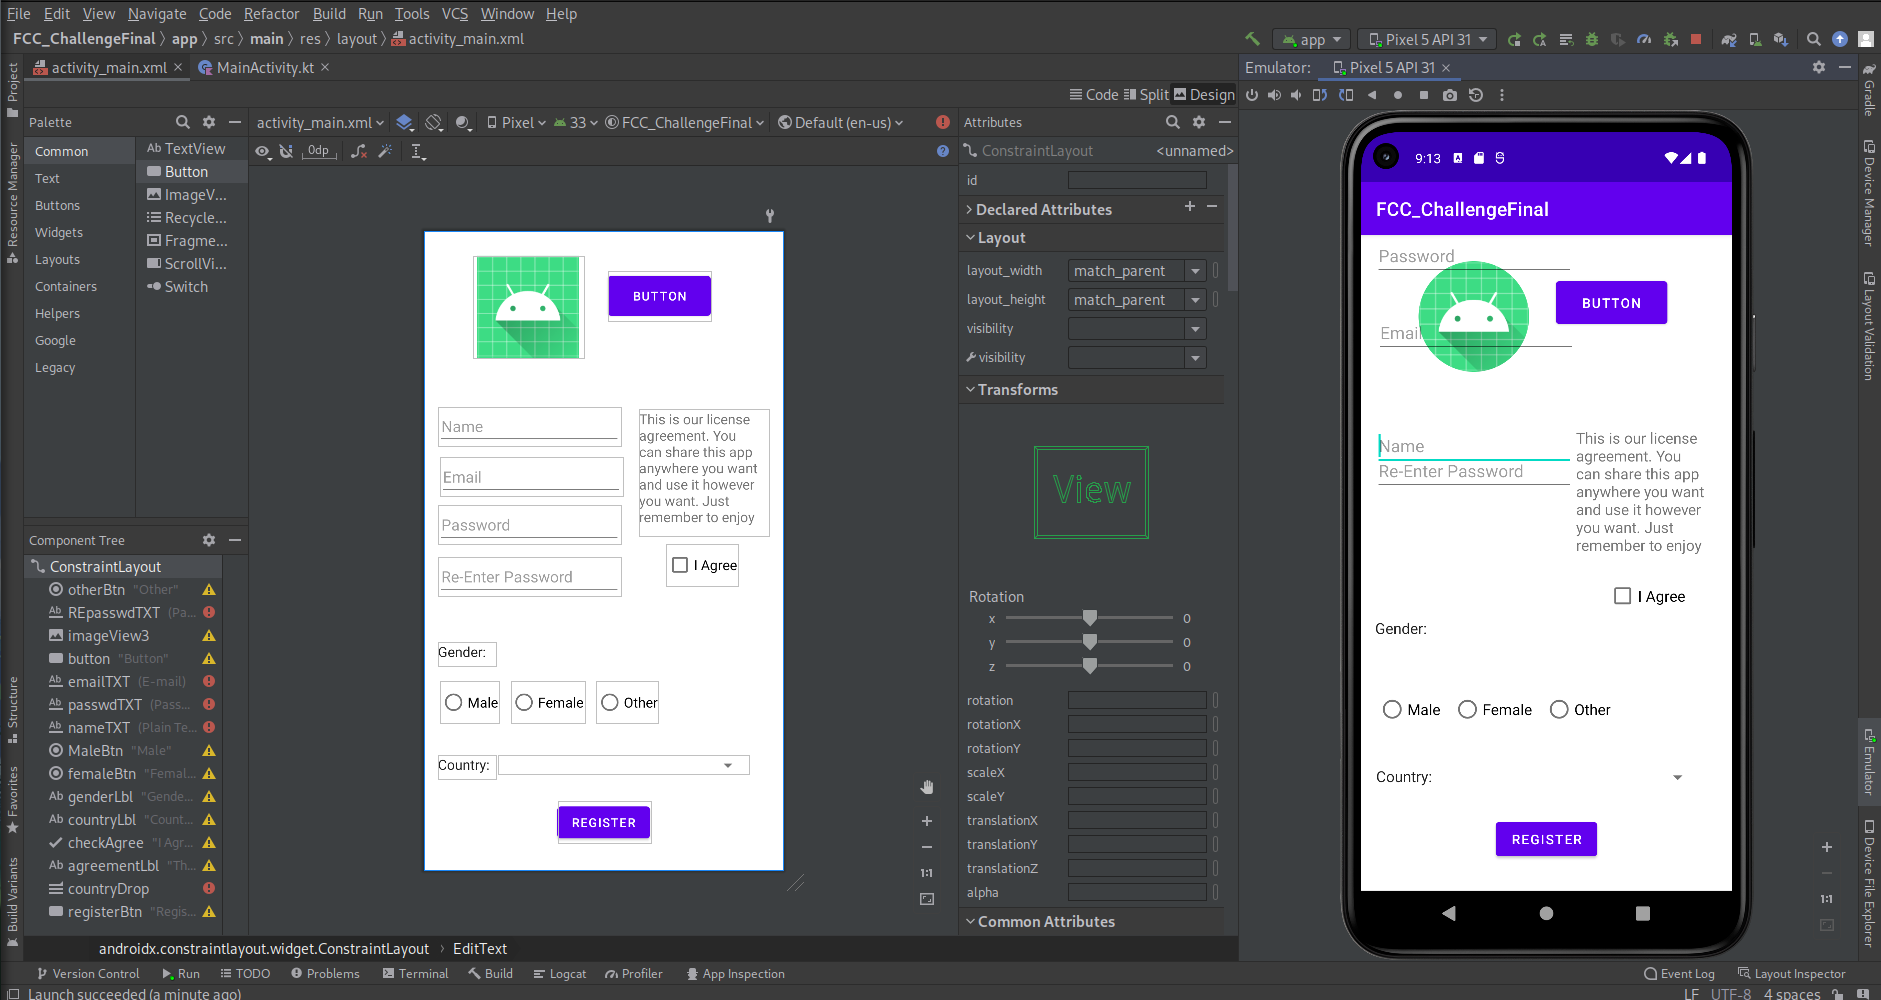 File Edit View Navigate Code Refactor Build Run Tools VCS Window Help
FCC_ChallengeFinal app src main res layout activity_main.xml
app Pixel 5 API 31
activity_main.xml MainActivity.kt
Emulator: Pixel 5 API 31
Code Split Design
Project
Resource Manager
Structure
Favorites
Build Variants
Palette
Common
Text
Buttons
Widgets
Layouts
Containers
Helpers
Google
Legacy
Ab TextView
Button
ImageV...
Recycle...
Fragme...
ScrollVi...
Switch
Component Tree
ConstraintLayout
otherBtn "Other"
Ab REpasswdTXT (Pa...
imageView3
button "Button"
Ab emailTXT (E-mail)
Ab passwdTXT (Pass...
Ab nameTXT (Plain Te...
MaleBtn "Male"
femaleBtn "Femal...
Ab genderLbl "Gende...
Ab countryLbl "Count...
checkAgree "I Agr...
Ab agreementLbl "Th...
countryDrop
registerBtn "Regis...
activity_main.xml Pixel 33 FCC_ChallengeFinal Default (en-us)
0dp
BUTTON
Name
Email
Password
Re-Enter Password
This is our license
agreement. You
can share this app
anywhere you want
and use it however
you want. Just
remember to enjoy
I Agree
Gender:
Male Female Other
Country:
REGISTER
1:1
Attributes
ConstraintLayout <unnamed>
id
Declared Attributes
Layout
layout_width match_parent
layout_height match_parent
visibility
visibility
Transforms
View
Rotation
x 0
y 0
z 0
rotation
rotationX
rotationY
scaleX
scaleY
translationX
translationY
translationZ
alpha
Common Attributes
9:13
FCC_ChallengeFinal
Password
BUTTON
Email
Name
Re-Enter Password
This is our license
agreement. You
can share this app
anywhere you want
and use it however
you want. Just
remember to enjoy
I Agree
Gender:
Male Female Other
Country:
REGISTER
1:1
Gradle
Device Manager
Layout Validation
Emulator
Device File Explorer
androidx.constraintlayout.widget.ConstraintLayout EditText
Version Control Run TODO Problems Terminal Build Logcat Profiler App Inspection Event Log Layout Inspector
Launch succeeded (a minute ago) LF UTF-8 4 spaces